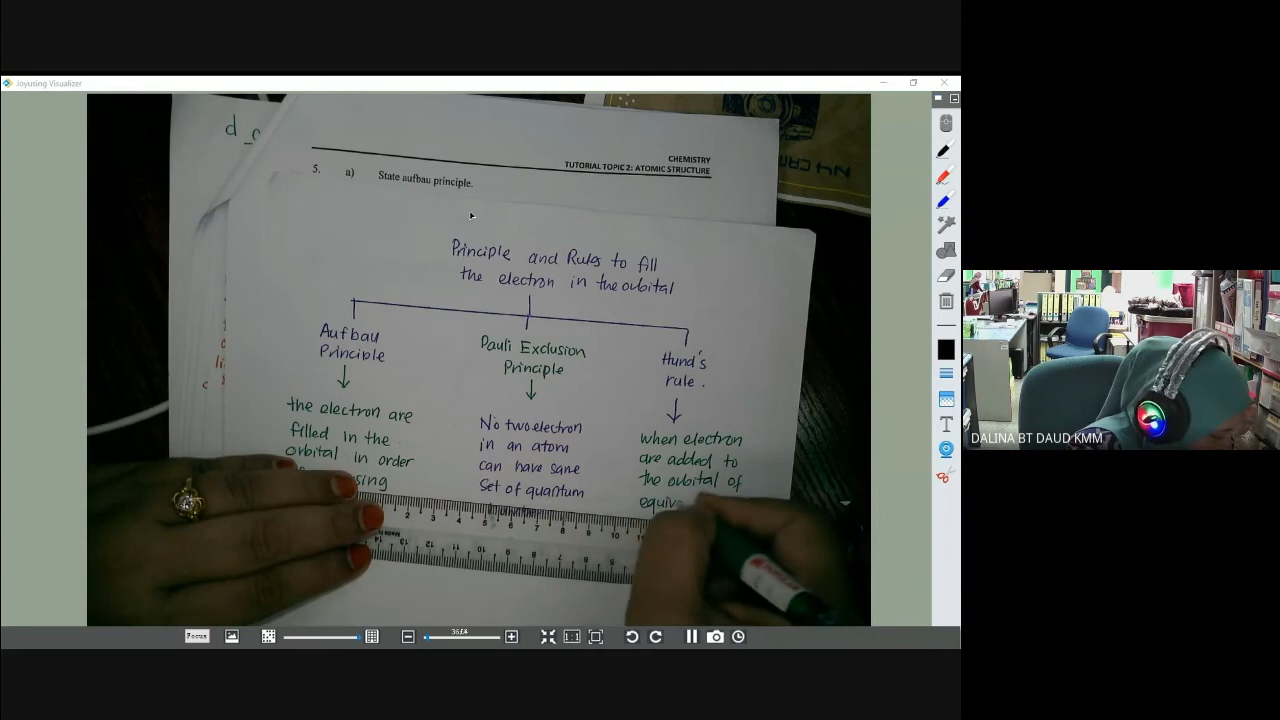 Joyusing Visualizer
CHEMISTRY
TUTORIAL TOPIC 2: ATOMIC STRUCTURE
5. a) State aufbau principle.
Principle and Rules to fill
the electron in the orbital
Aufbau
Principle
the electron are
filled in the
orbital in order
Pauli Exclusion
Principle
No two electron
in an atom
can have same
set of quantum
Hund's
rule.
when electron
are added to
the orbital of
DALINA BT DAUD KMM
Focus
1:1